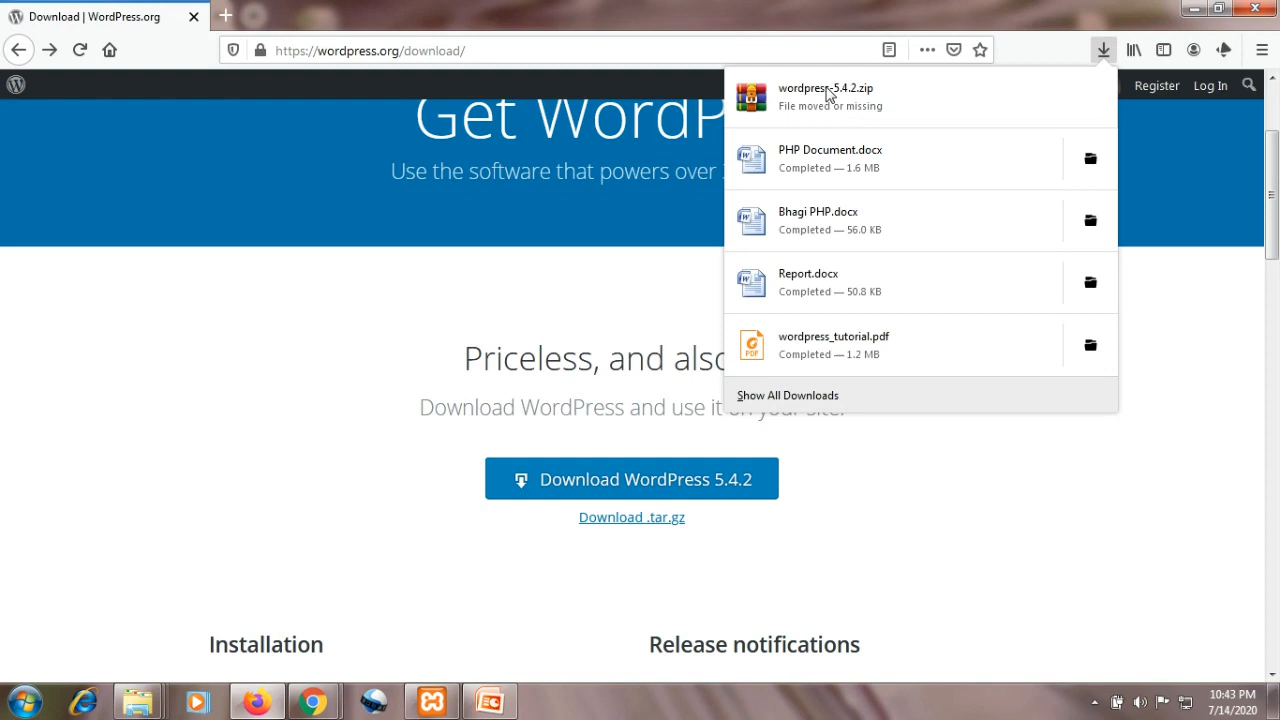 Download | WordPress.org
https://wordpress.org/download/
Register
Log In
Get WordP
Use the software that powers over
wordpress-5.4.2.zip
File moved or missing
PHP Document.docx
Completed — 1.6 MB
Bhagi PHP.docx
Completed — 56.0 KB
Report.docx
Completed — 50.8 KB
wordpress_tutorial.pdf
Completed — 1.2 MB
Show All Downloads
Priceless, and also
Download WordPress and use it on your site.
Download WordPress 5.4.2
Download .tar.gz
Installation
Release notifications
PDF
10:43 PM
7/14/2020